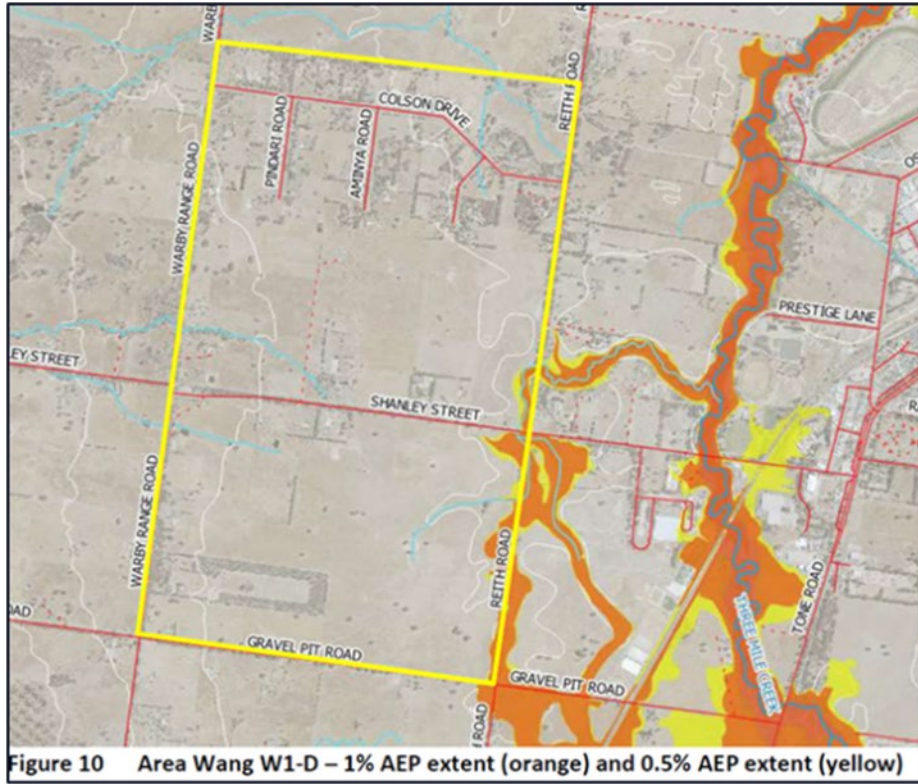 WARB
R
COLSON DRIVE
REITH ROAD
PINDARI ROAD
AMINYA ROAD
WARBY RANGE ROAD
OS
PRESTIGE LANE
LEY STREET
SHANLEY STREET
R
WARBY RANGE ROAD
REITH ROAD
TONE ROAD
THREE MILE CREEK
OAD
GRAVEL PIT ROAD
GRAVEL PIT ROAD
H ROAD
Figure 10 Area Wang W1-D – 1% AEP extent (orange) and 0.5% AEP extent (yellow)